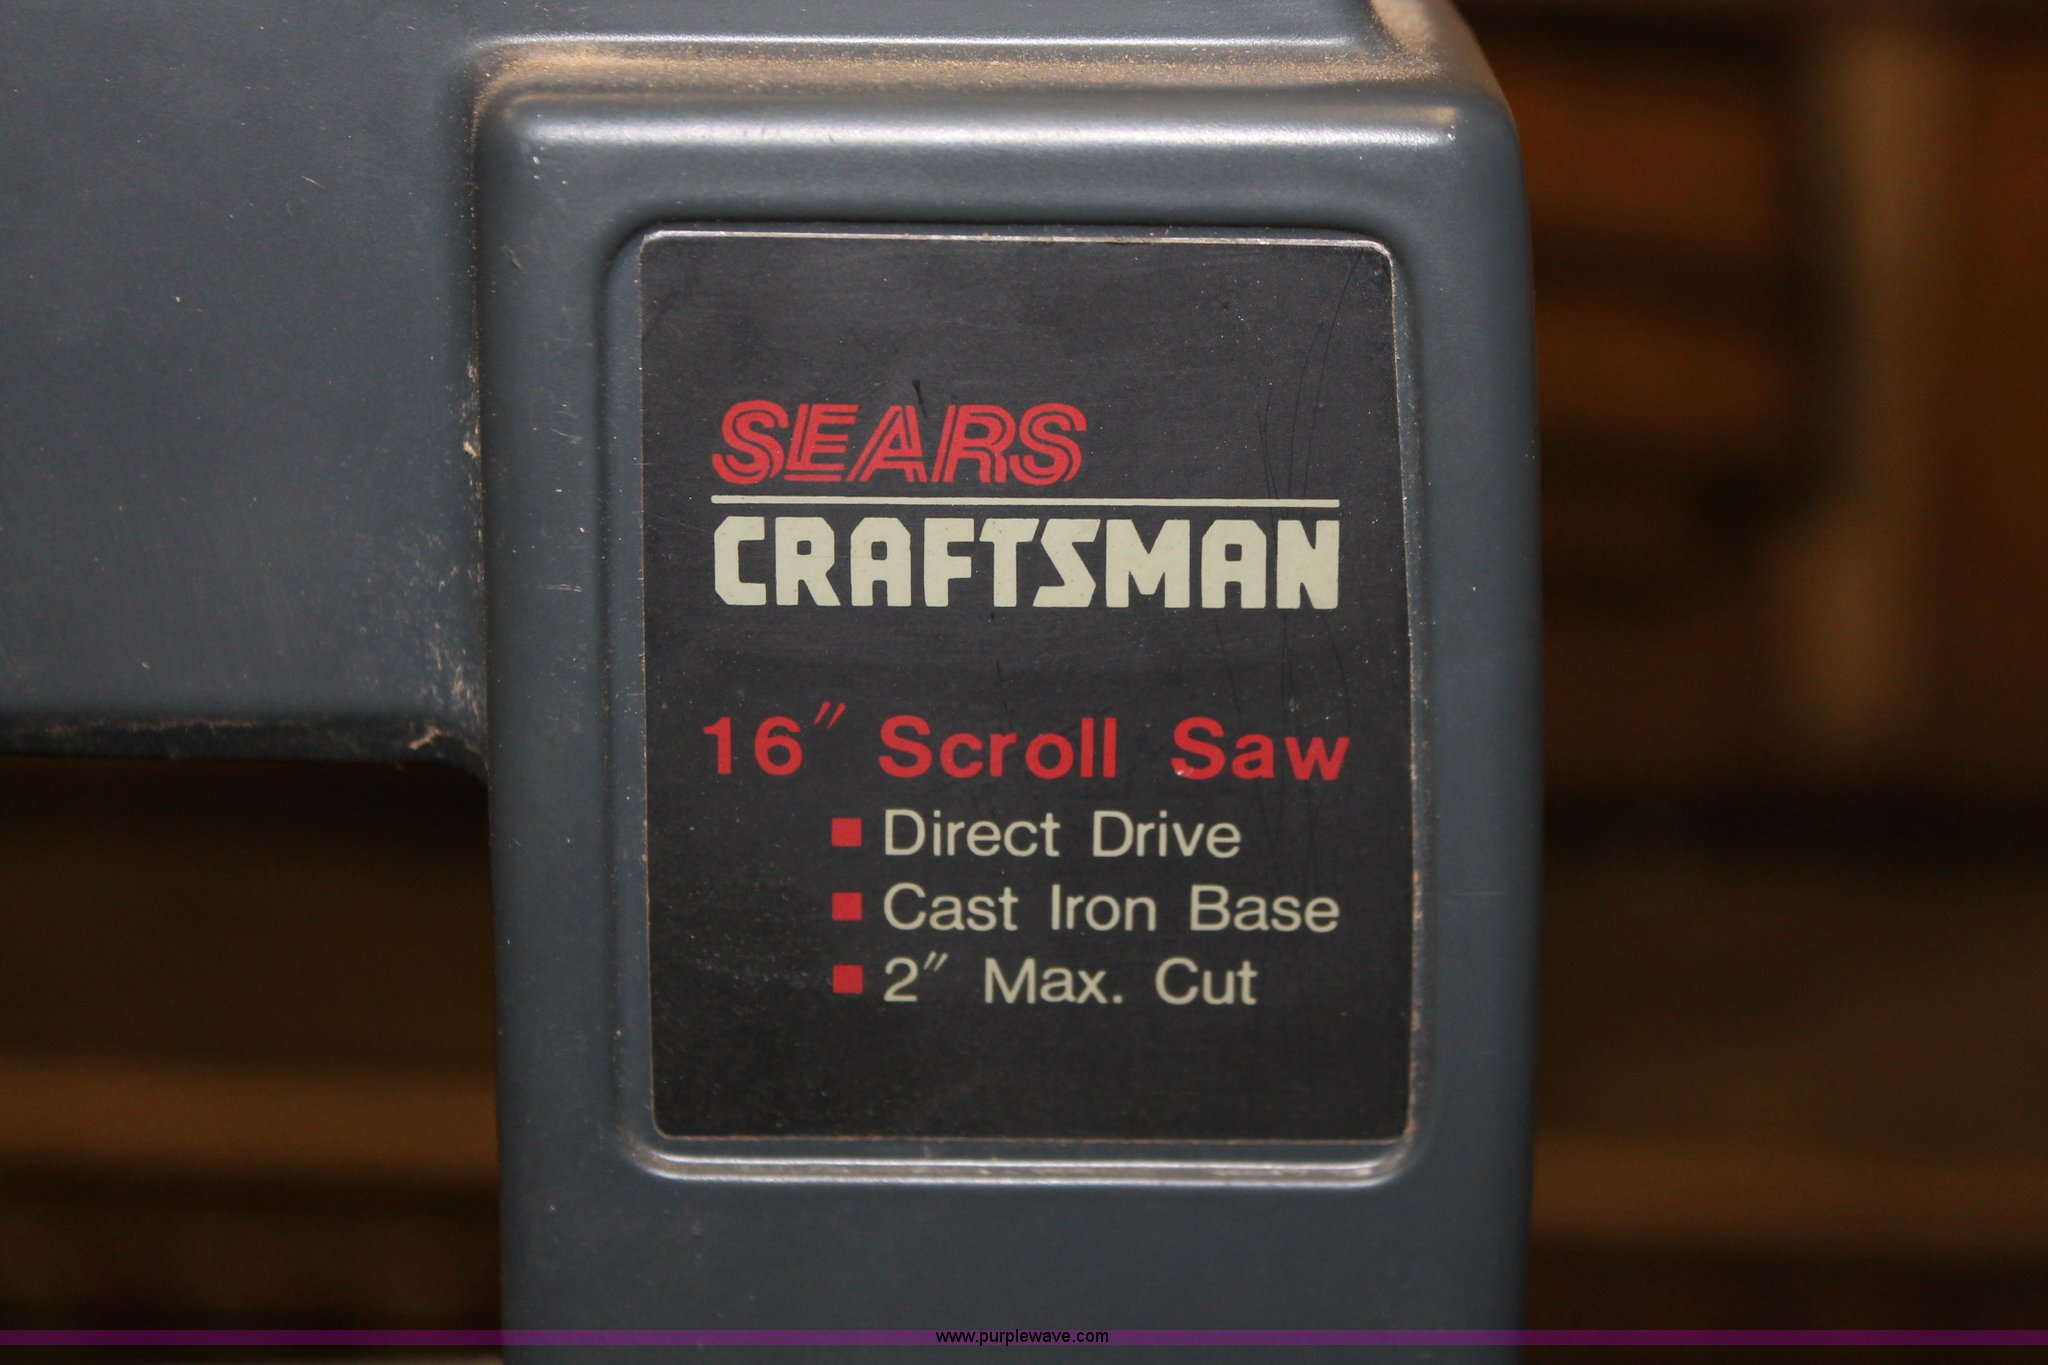 SEARS
CRAFTSMAN
16" Scroll Saw
■ Direct Drive
■ Cast Iron Base
■ 2" Max. Cut
www.purplewave.com